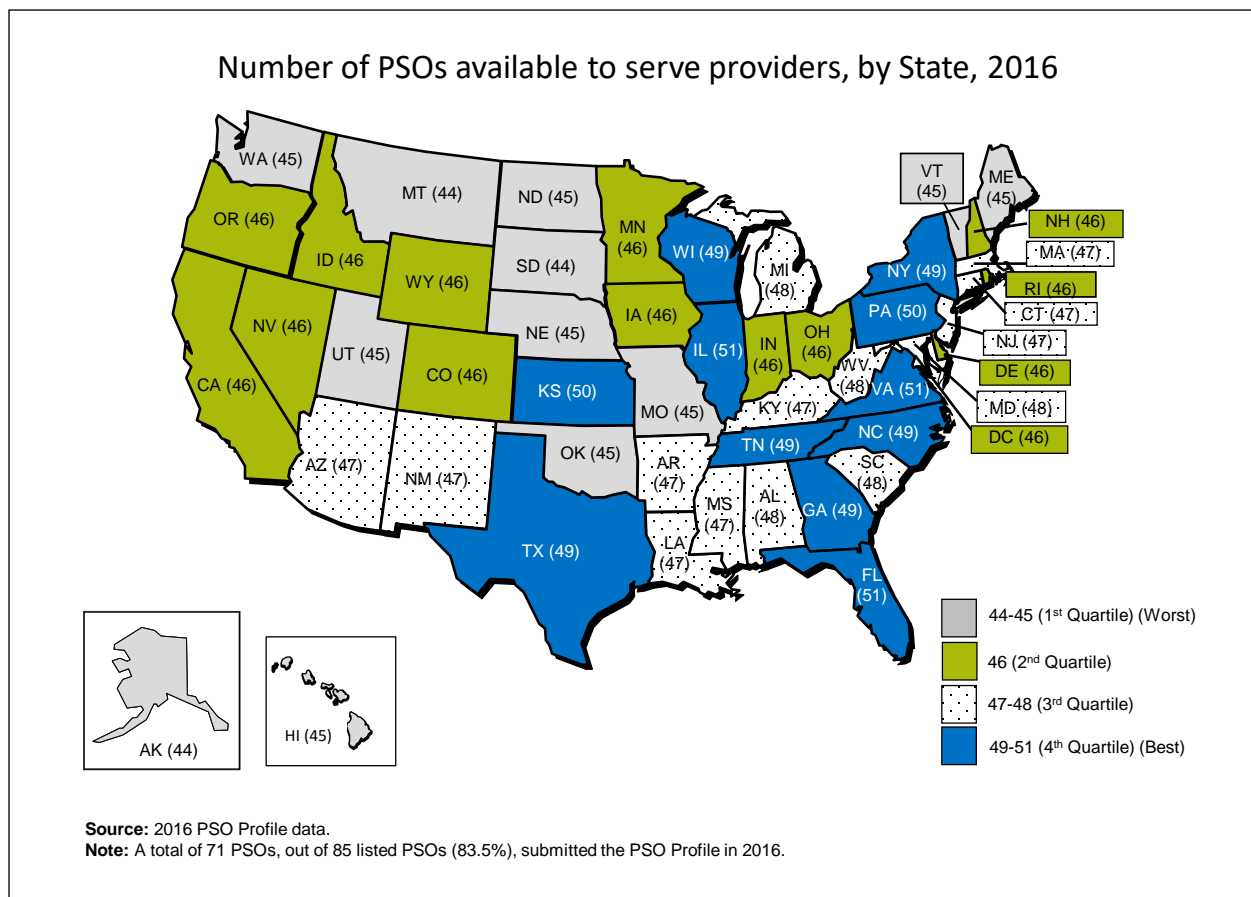 Number of PSOs available to serve providers, by State, 2016
WA (45)
MT (44)
ND (45)
MN
(46)
VT
(45)
ME
(45)
OR (46)
ID (46
WY (46)
SD (44)
WI (49)
MI
(48)
NY (49)
NH (46)
MA (47)
RI (46)
CT (47)
NJ (47)
DE (46)
MD (48)
DC (46)
NV (46)
CA (46)
UT (45)
CO (46)
NE (45)
IA (46)
KS (50)
MO (45)
IL (51)
IN
(46)
OH
(46)
PA (50)
WV
(48)
VA (51)
KY (47)
AZ (47)
NM (47)
OK (45)
AR
(47)
TN (49)
NC (49)
SC
(48)
TX (49)
LA
(47)
MS
(47)
AL
(48)
GA (49)
FL
(51)
AK (44)
HI (45)
44-45 (1st Quartile) (Worst)
46 (2nd Quartile)
47-48 (3rd Quartile)
49-51 (4th Quartile) (Best)
Source: 2016 PSO Profile data.
Note: A total of 71 PSOs, out of 85 listed PSOs (83.5%), submitted the PSO Profile in 2016.